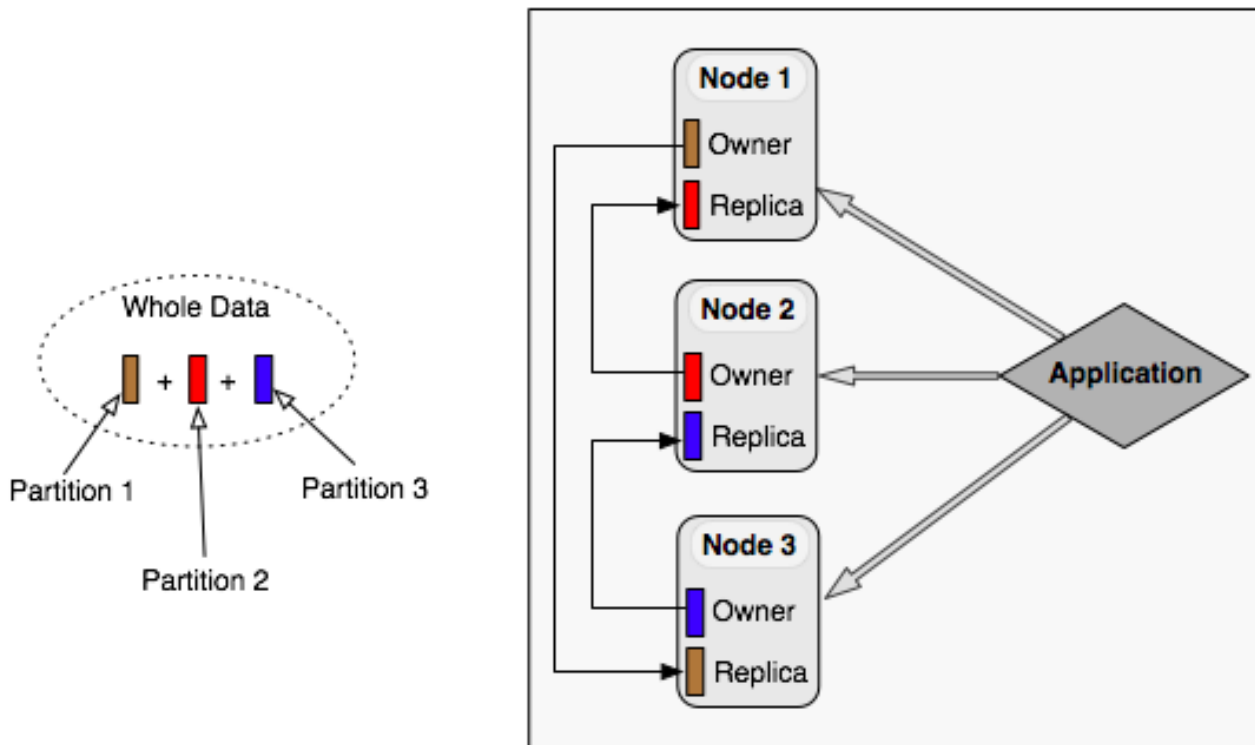 Whole Data
+
+
Partition 1
Partition 3
Partition 2
Node 1
Owner
Replica
Node 2
Owner
Replica
Node 3
Owner
Replica
Application